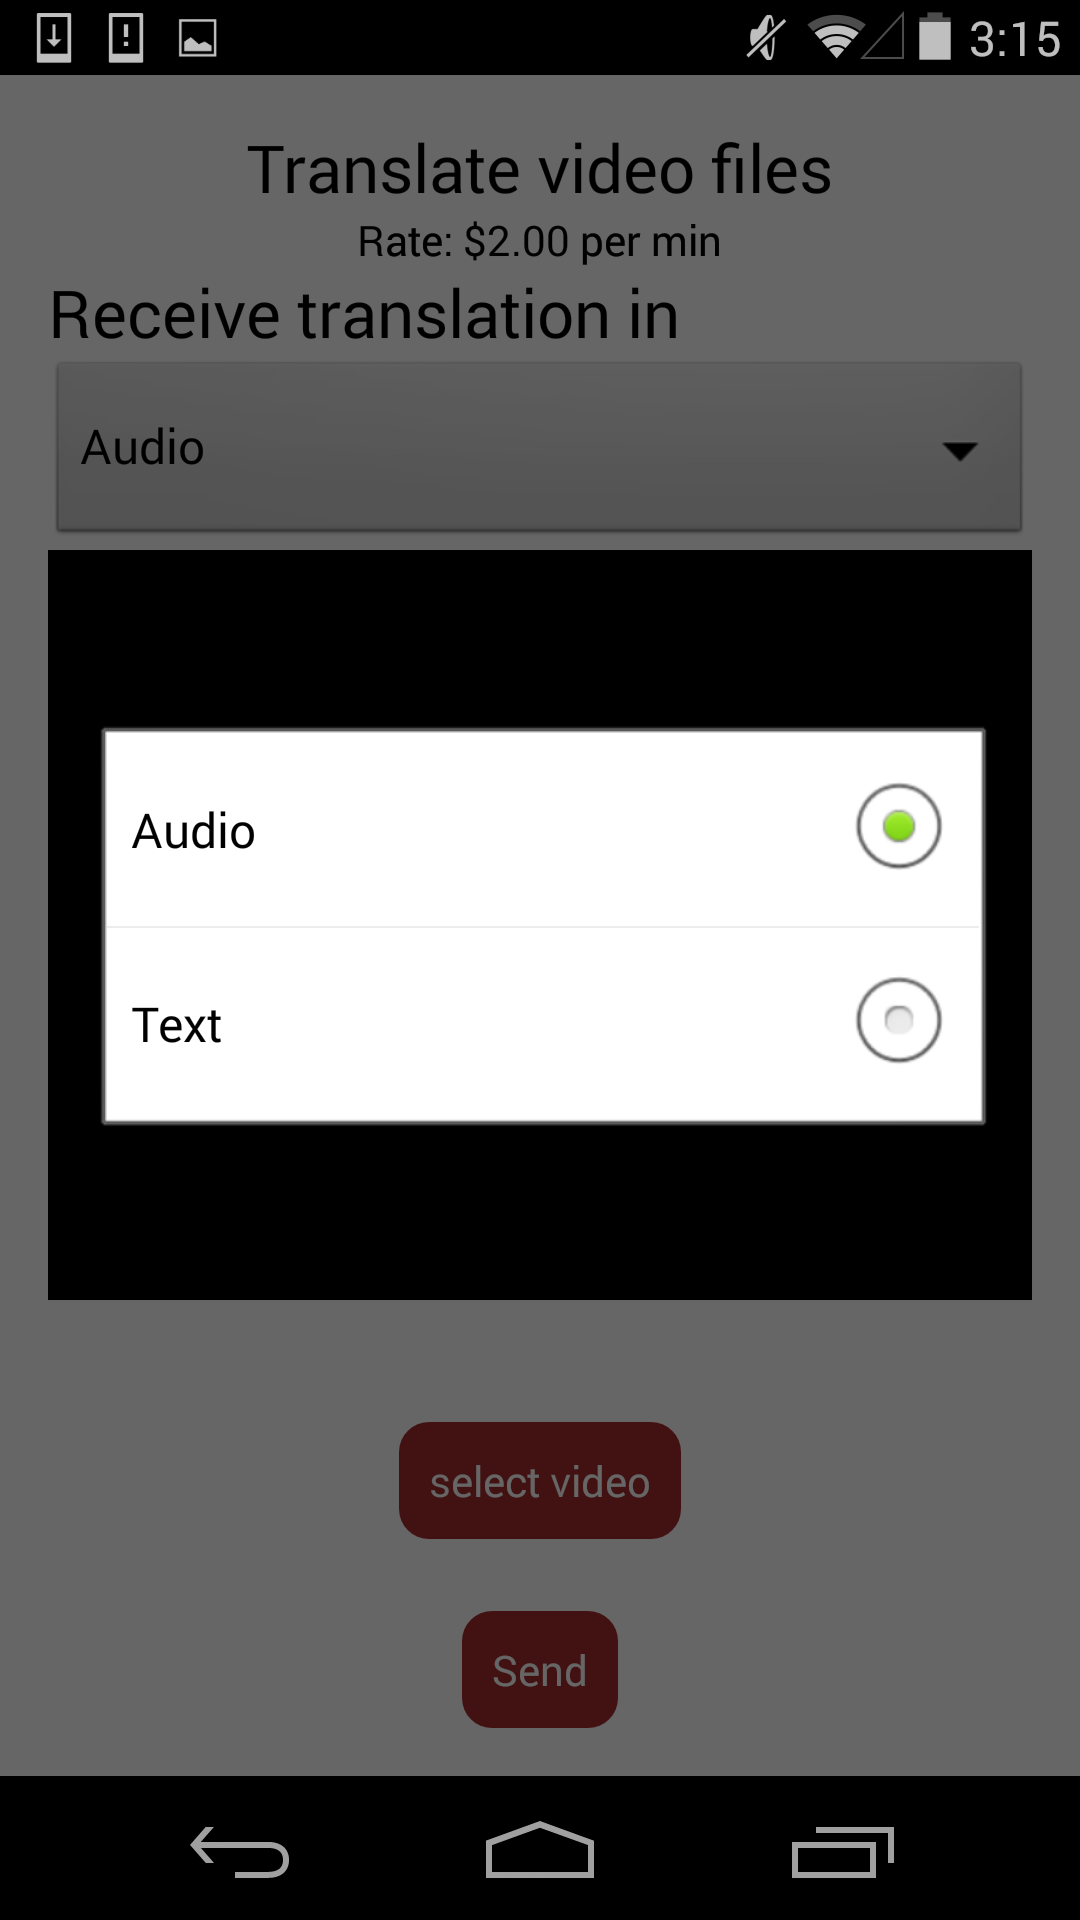 3:15
Translate video files
Rate: $2.00 per min
Receive translation in
Audio
Audio
Text
select video
Send